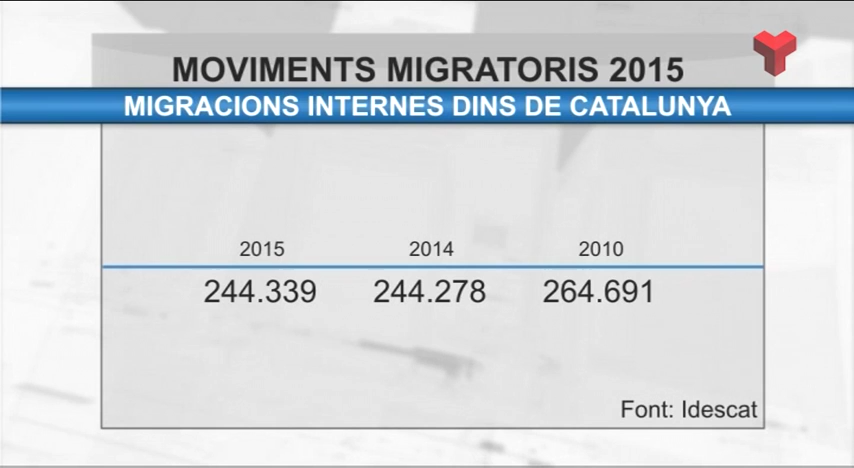 MOVIMENTS MIGRATORIS 2015
MIGRACIONS INTERNES DINS DE CATALUNYA
2015 2014 2010
244.339 244.278 264.691
Font: Idescat